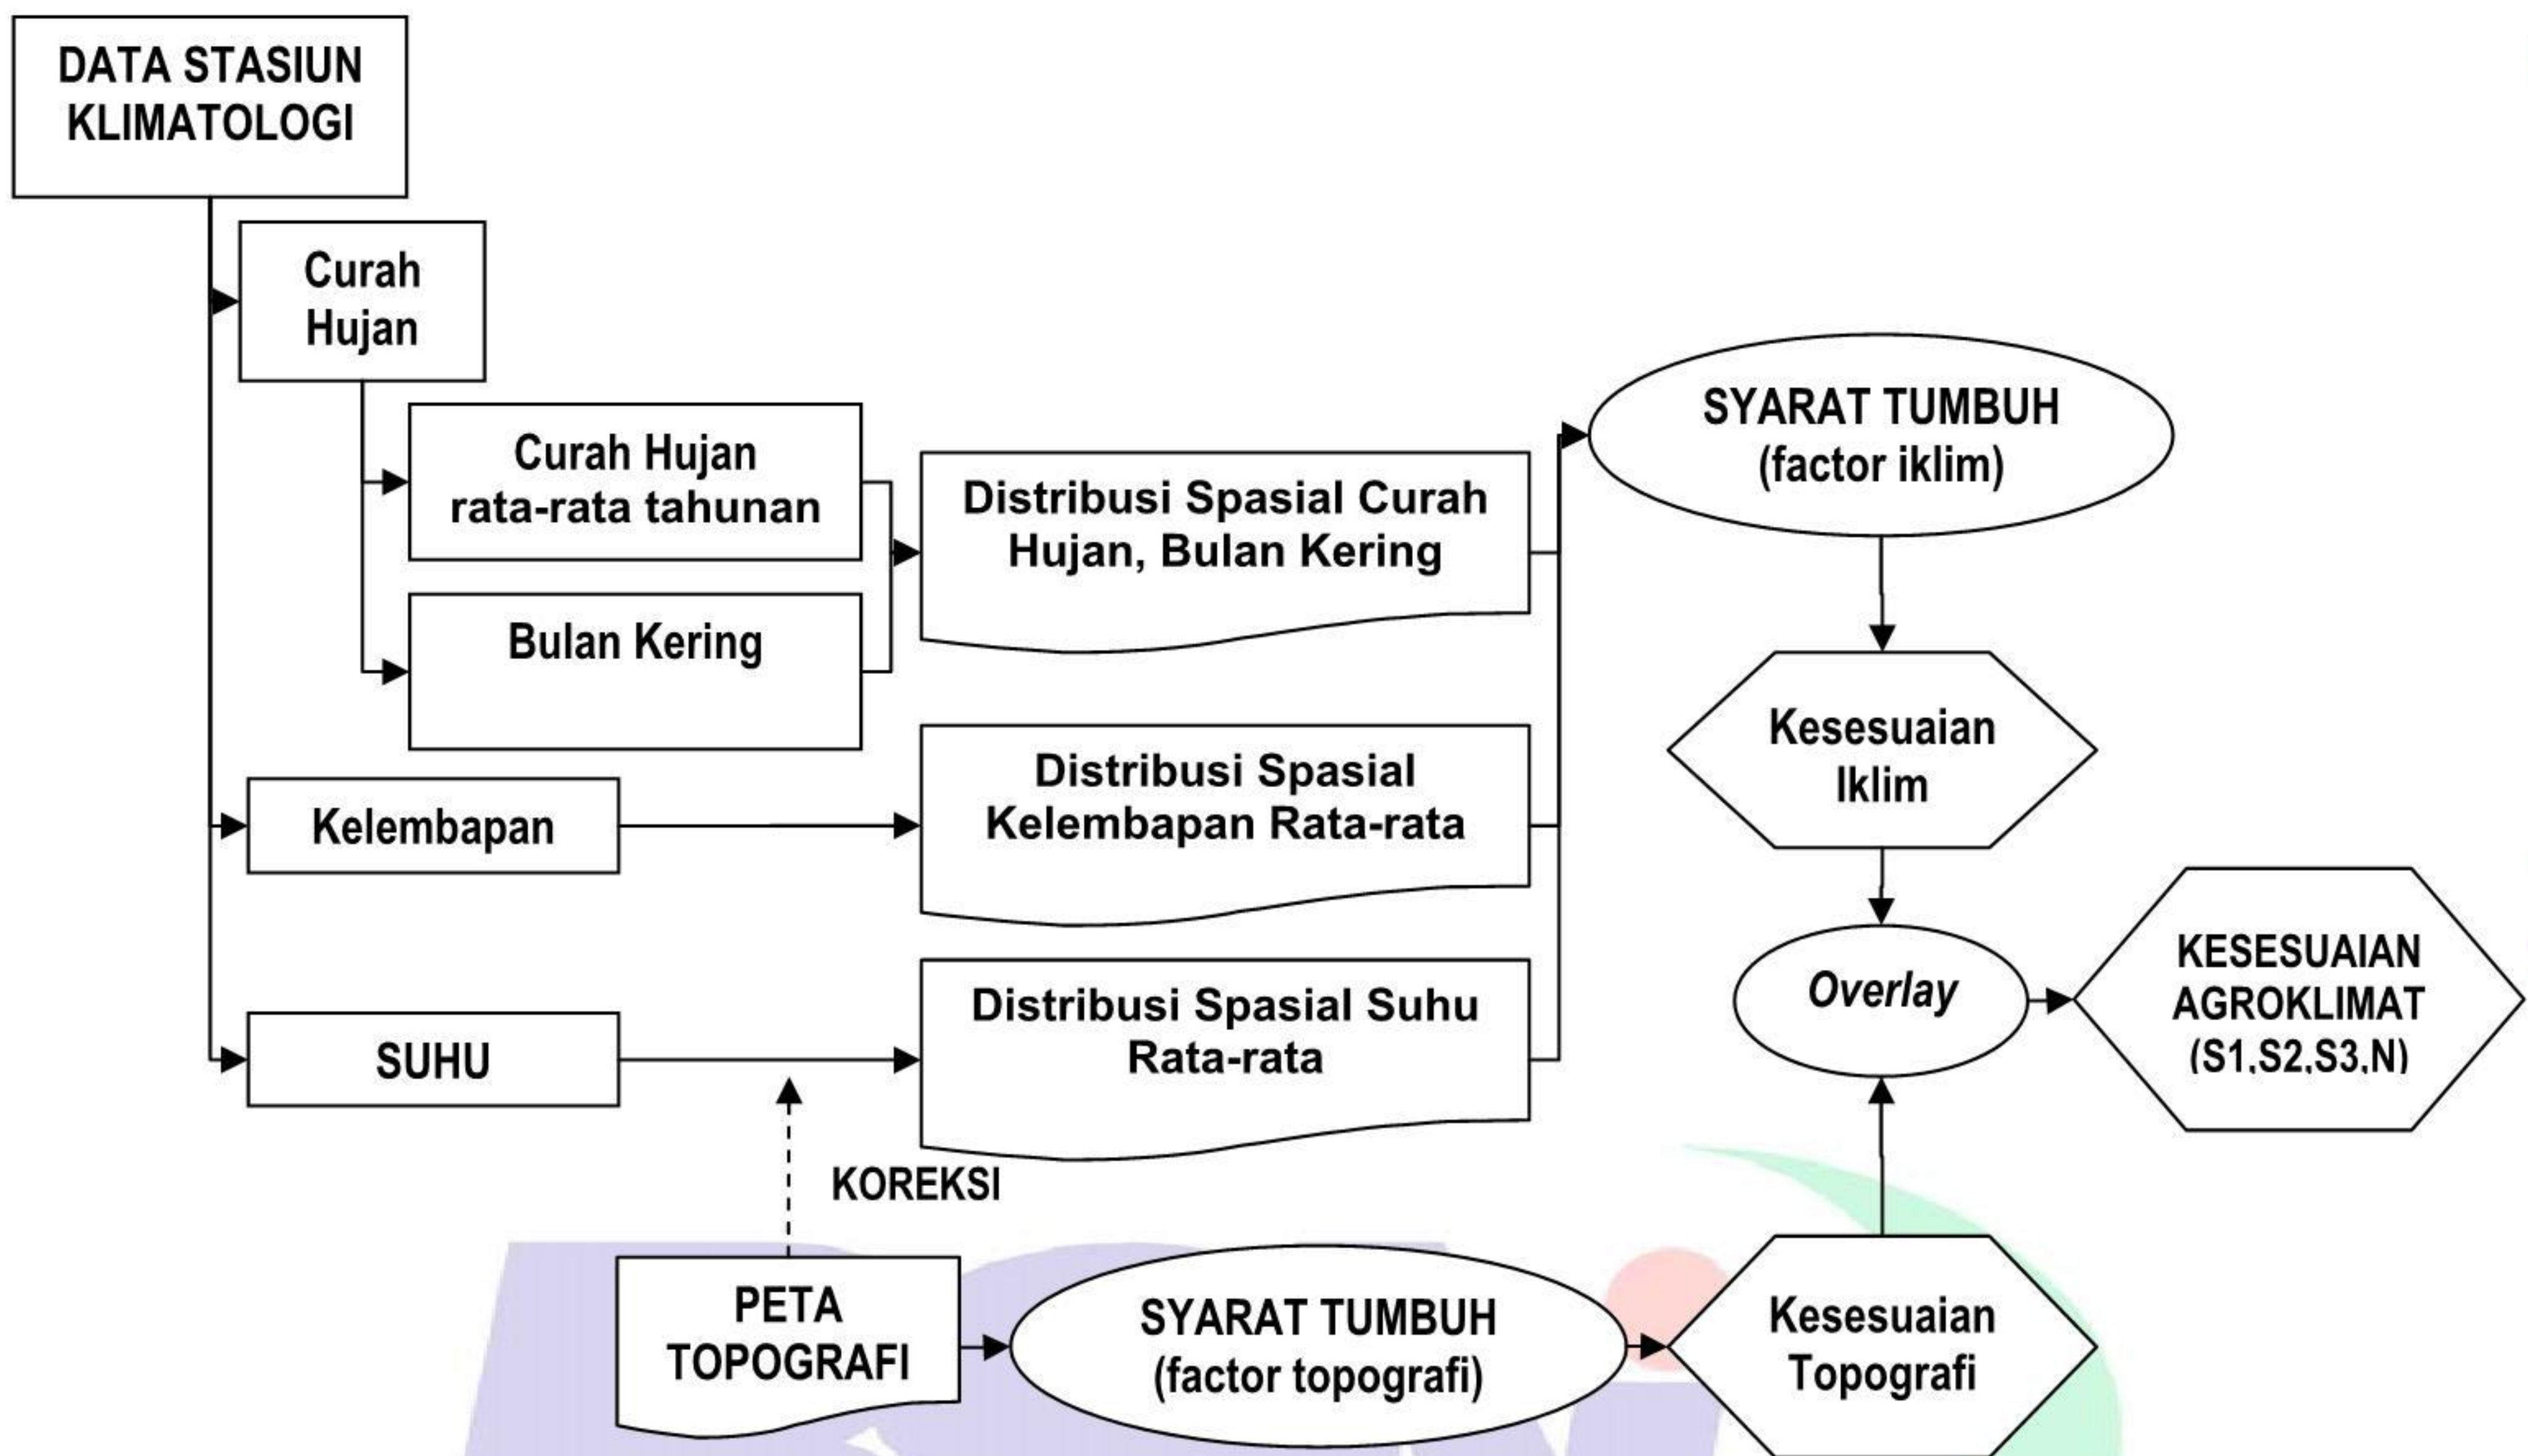 DATA STASIUN
KLIMATOLOGI
Curah
Hujan
Curah Hujan
rata-rata tahunan
Bulan Kering
Distribusi Spasial Curah
Hujan, Bulan Kering
SYARAT TUMBUH
(factor iklim)
Kesesuaian
Iklim
Kelembapan
Distribusi Spasial
Kelembapan Rata-rata
SUHU
Distribusi Spasial Suhu
Rata-rata
Overlay
KESESUAIAN
AGROKLIMAT
(S1,S2,S3,N)
KOREKSI
PETA
TOPOGRAFI
SYARAT TUMBUH
(factor topografi)
Kesesuaian
Topografi